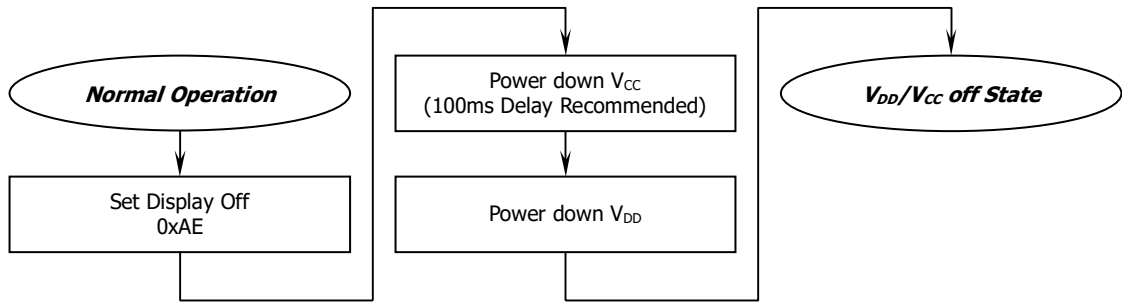 Normal Operation
Set Display Off
0xAE
Power down VCC
(100ms Delay Recommended)
Power down VDD
VDD/VCC off State